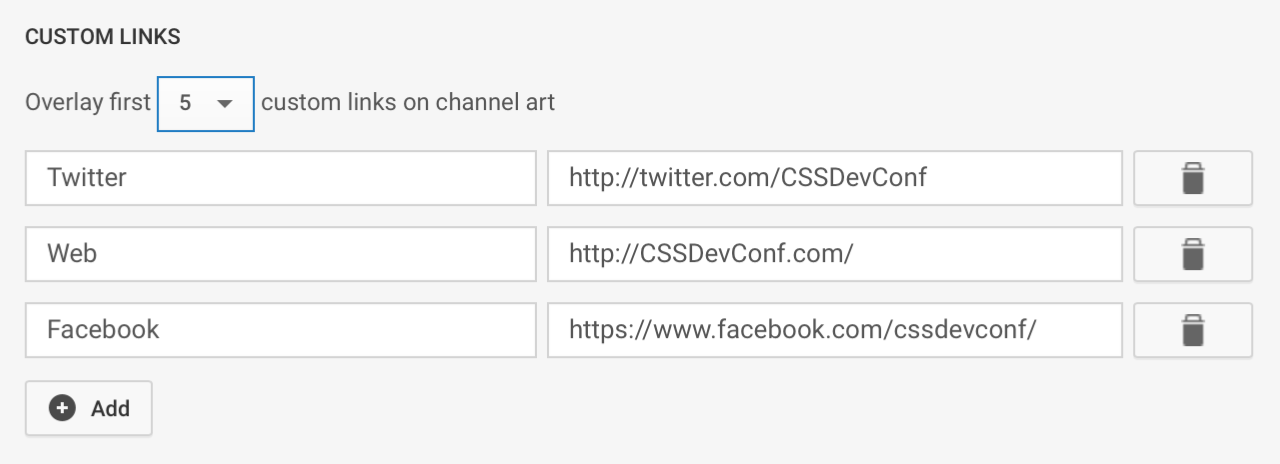 CUSTOM LINKS
Overlay first 5 custom links on channel art
Twitter http://twitter.com/CSSDevConf
Web http://CSSDevConf.com/
Facebook https://www.facebook.com/cssdevconf/
Add